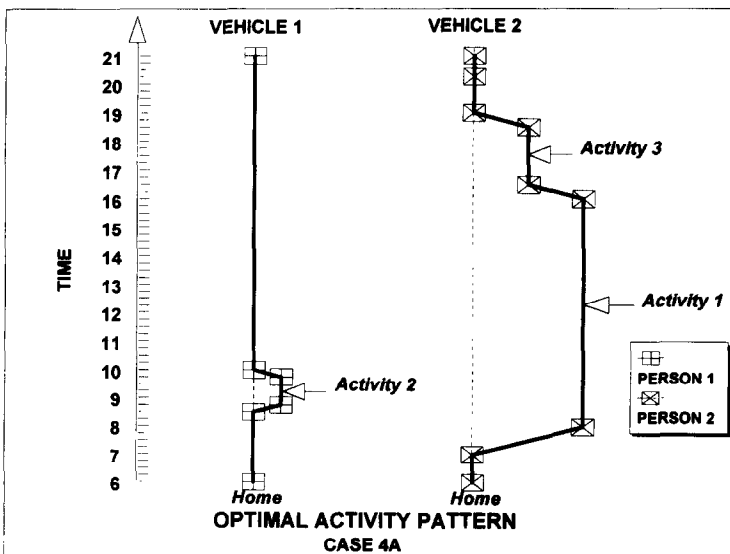 VEHICLE 1
VEHICLE 2
TIME
21
20
19
18
17
16
15
14
13
12
11
10
9
8
7
6
Activity 3
Activity 1
Activity 2
PERSON 1
PERSON 2
Home
Home
OPTIMAL ACTIVITY PATTERN
CASE 4A